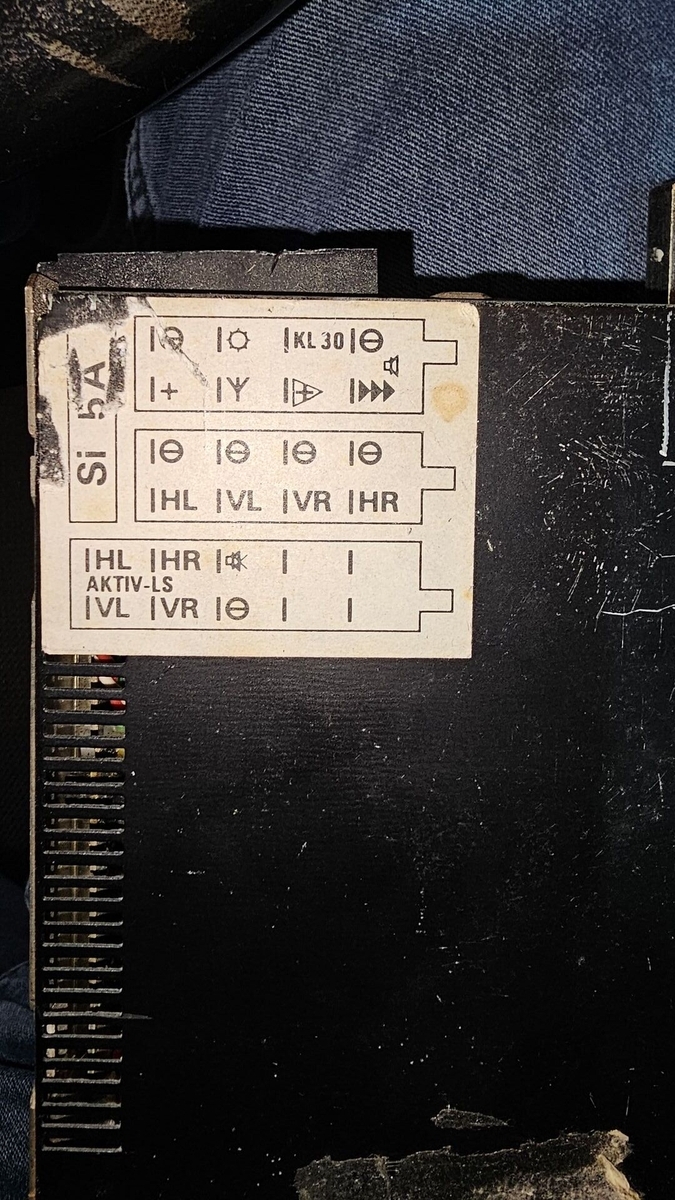 Si 5A
KL 30
+
HL VL VR HR
HL HR
AKTIV-LS
VL VR